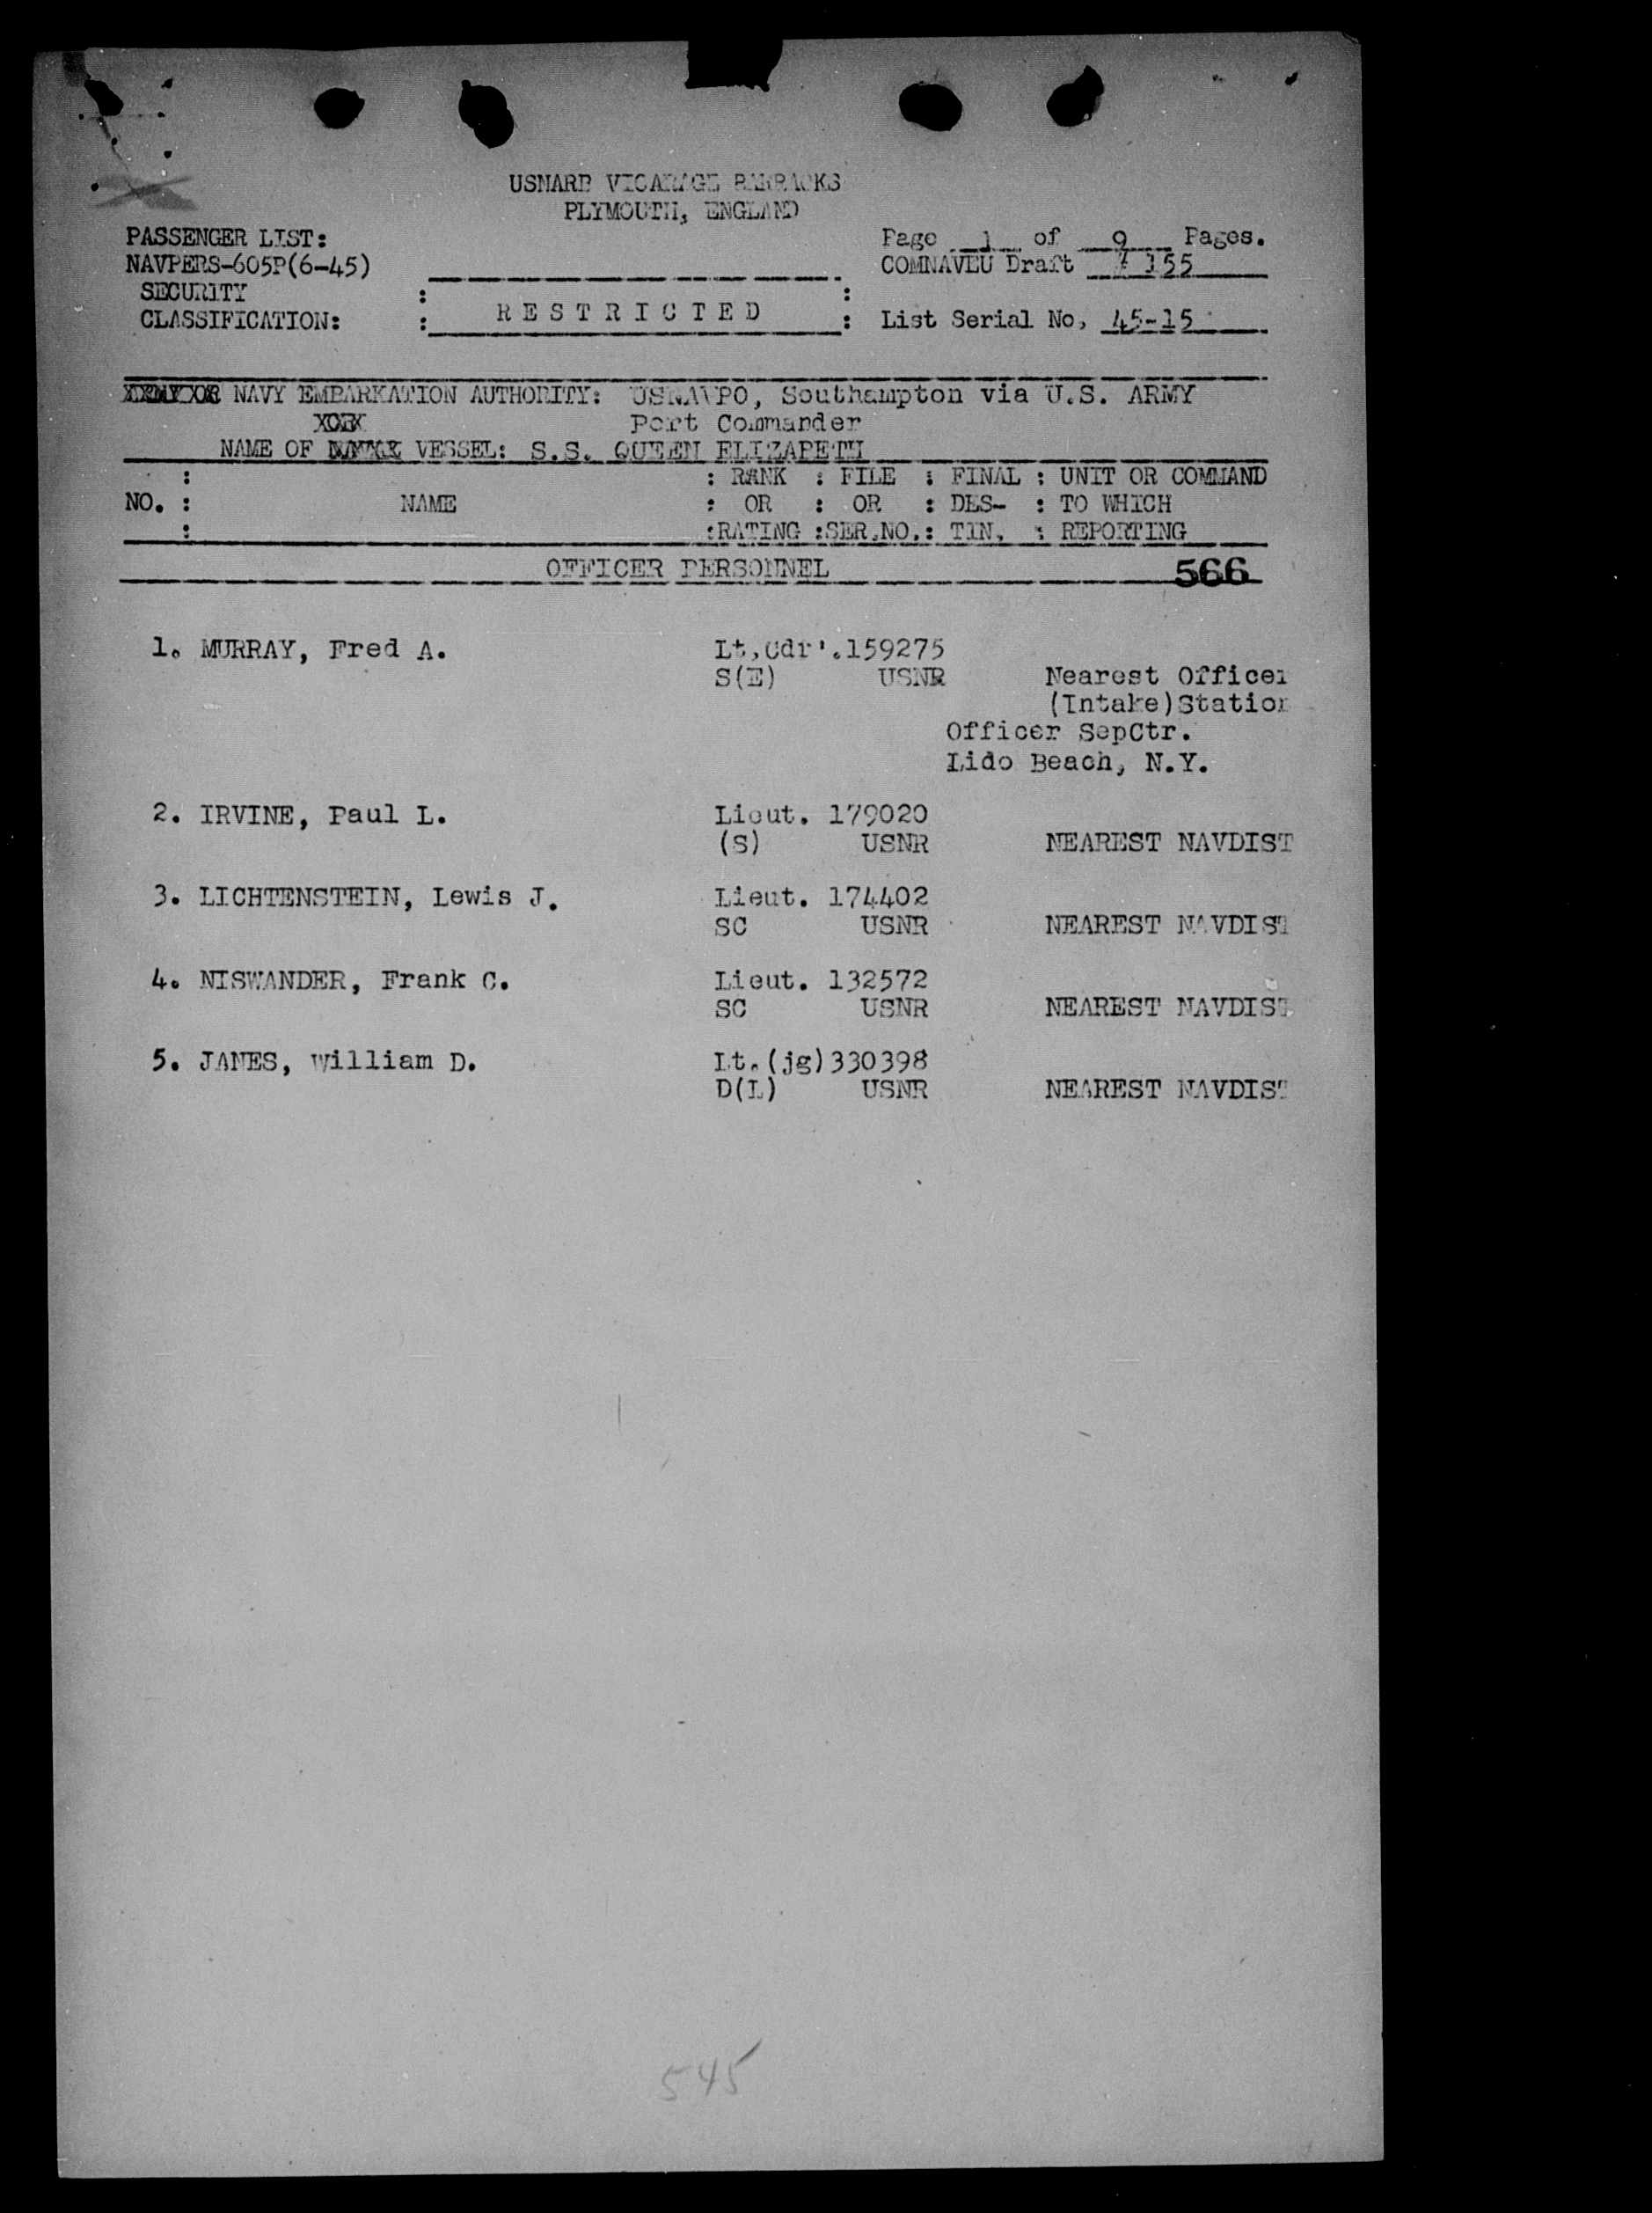 USNARB VICARAGE BARRACKS
PLYMOUTH, ENGLAND
PASSENGER LIST: Page 1 of 9 Pages.
NAVPERS-605P(6-45) COMNAVEU Draft # 155
SECURITY :
CLASSIFICATION: : RESTRICTED : List Serial No, 45-15
NAVY EMBARKATION AUTHORITY: USNAVPO, Southampton via U.S. ARMY
Port Commander
NAME OF VESSEL: S.S. QUEEN ELIZABETH
: : RANK : FILE : FINAL : UNIT OR COMMAND
NO. : NAME : OR : OR : DES- : TO WHICH
: :RATING :SER.NO.: TIN. : REPORTING
OFFICER PERSONNEL 566
1. MURRAY, Fred A. Lt.Cdr'.159275
S(E) USNR Nearest Officer
(Intake)Station
Officer SepCtr.
Lido Beach, N.Y.
2. IRVINE, Paul L. Lieut. 179020
(S) USNR NEAREST NAVDIST
3. LICHTENSTEIN, Lewis J. Lieut. 174402
SC USNR NEAREST NAVDIST
4. NISWANDER, Frank C. Lieut. 132572
SC USNR NEAREST NAVDIST
5. JANES, William D. Lt.(jg)330398
D(L) USNR NEAREST NAVDIST
545